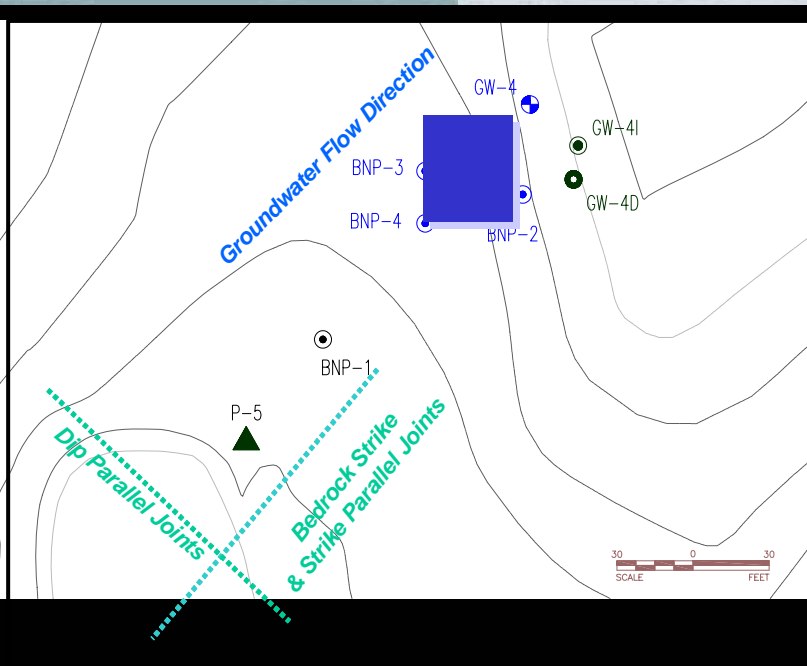 GW-4
Groundwater Flow Direction
GW-4I
BNP-3
GW-4D
BNP-4
BNP-2
BNP-1
P-5
Dip Parallel Joints
Bedrock Strike
& Strike Parallel Joints
30 0 30
SCALE FEET